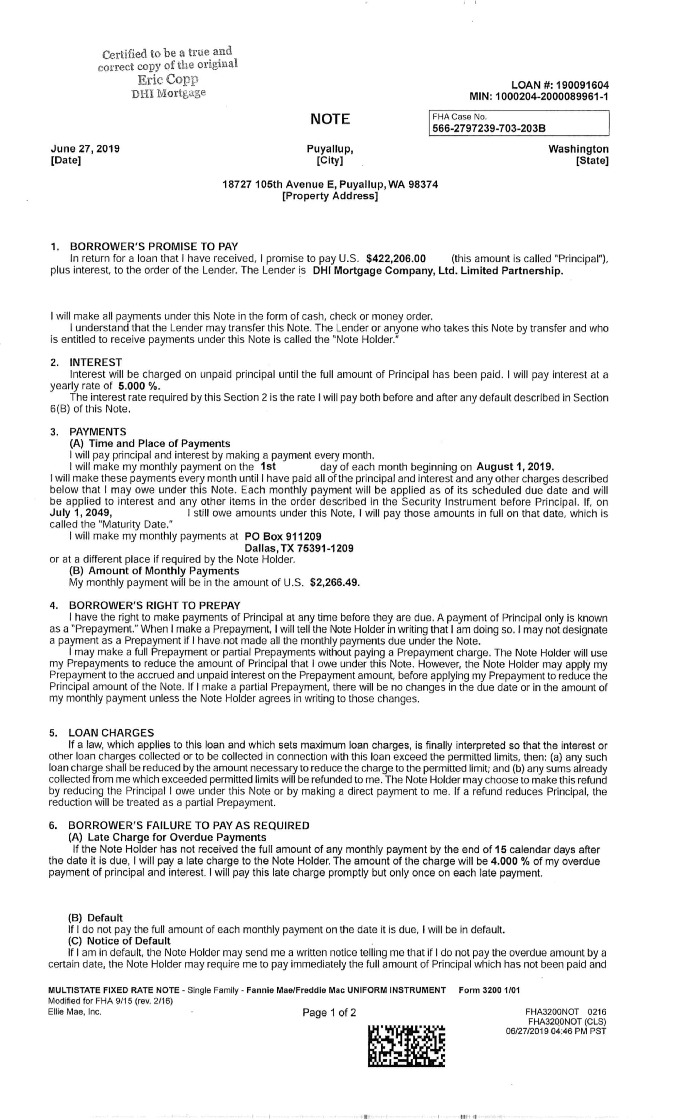 Certified to be a true and
correct copy of the original
Eric Copp
DHI Mortgage
LOAN #: 190091604
MIN: 1000204-2000089961-1
NOTE
FHA Case No.
566-2797239-703-203B
June 27, 2019 Puyallup, Washington
[Date] [City] [State]
18727 105th Avenue E, Puyallup, WA 98374
[Property Address]
1. BORROWER'S PROMISE TO PAY
In return for a loan that I have received, I promise to pay U.S. $422,206.00 (this amount is called "Principal"),
plus interest, to the order of the Lender. The Lender is DHI Mortgage Company, Ltd. Limited Partnership.
I will make all payments under this Note in the form of cash, check or money order.
I understand that the Lender may transfer this Note. The Lender or anyone who takes this Note by transfer and who
is entitled to receive payments under this Note is called the "Note Holder."
2. INTEREST
Interest will be charged on unpaid principal until the full amount of Principal has been paid. I will pay interest at a
yearly rate of 5.000 %.
The interest rate required by this Section 2 is the rate I will pay both before and after any default described in Section
6(B) of this Note.
3. PAYMENTS
(A) Time and Place of Payments
I will pay principal and interest by making a payment every month.
I will make my monthly payment on the 1st day of each month beginning on August 1, 2019.
I will make these payments every month until I have paid all of the principal and interest and any other charges described
below that I may owe under this Note. Each monthly payment will be applied as of its scheduled due date and will
be applied to interest and any other items in the order described in the Security Instrument before Principal. If, on
July 1, 2049, I still owe amounts under this Note, I will pay those amounts in full on that date, which is
called the "Maturity Date."
I will make my monthly payments at PO Box 911209
Dallas, TX 75391-1209
or at a different place if required by the Note Holder.
(B) Amount of Monthly Payments
My monthly payment will be in the amount of U.S. $2,266.49.
4. BORROWER'S RIGHT TO PREPAY
I have the right to make payments of Principal at any time before they are due. A payment of Principal only is known
as a "Prepayment." When I make a Prepayment, I will tell the Note Holder in writing that I am doing so. I may not designate
a payment as a Prepayment if I have not made all the monthly payments due under the Note.
I may make a full Prepayment or partial Prepayments without paying a Prepayment charge. The Note Holder will use
my Prepayments to reduce the amount of Principal that I owe under this Note. However, the Note Holder may apply my
Prepayment to the accrued and unpaid interest on the Prepayment amount, before applying my Prepayment to reduce the
Principal amount of the Note. If I make a partial Prepayment, there will be no changes in the due date or in the amount of
my monthly payment unless the Note Holder agrees in writing to those changes.
5. LOAN CHARGES
If a law, which applies to this loan and which sets maximum loan charges, is finally interpreted so that the interest or
other loan charges collected or to be collected in connection with this loan exceed the permitted limits, then: (a) any such
loan charge shall be reduced by the amount necessary to reduce the charge to the permitted limit; and (b) any sums already
collected from me which exceeded permitted limits will be refunded to me. The Note Holder may choose to make this refund
by reducing the Principal I owe under this Note or by making a direct payment to me. If a refund reduces Principal, the
reduction will be treated as a partial Prepayment.
6. BORROWER'S FAILURE TO PAY AS REQUIRED
(A) Late Charge for Overdue Payments
If the Note Holder has not received the full amount of any monthly payment by the end of 15 calendar days after
the date it is due, I will pay a late charge to the Note Holder. The amount of the charge will be 4.000 % of my overdue
payment of principal and interest. I will pay this late charge promptly but only once on each late payment.
(B) Default
If I do not pay the full amount of each monthly payment on the date it is due, I will be in default.
(C) Notice of Default
If I am in default, the Note Holder may send me a written notice telling me that if I do not pay the overdue amount by a
certain date, the Note Holder may require me to pay immediately the full amount of Principal which has not been paid and
MULTISTATE FIXED RATE NOTE - Single Family - Fannie Mae/Freddie Mac UNIFORM INSTRUMENT Form 3200 1/01
Modified for FHA 9/15 (rev. 2/16)
Ellie Mae, Inc. Page 1 of 2 FHA3200NOT 0216
FHA3200NOT (CLS)
06/27/2019 04:46 PM PST